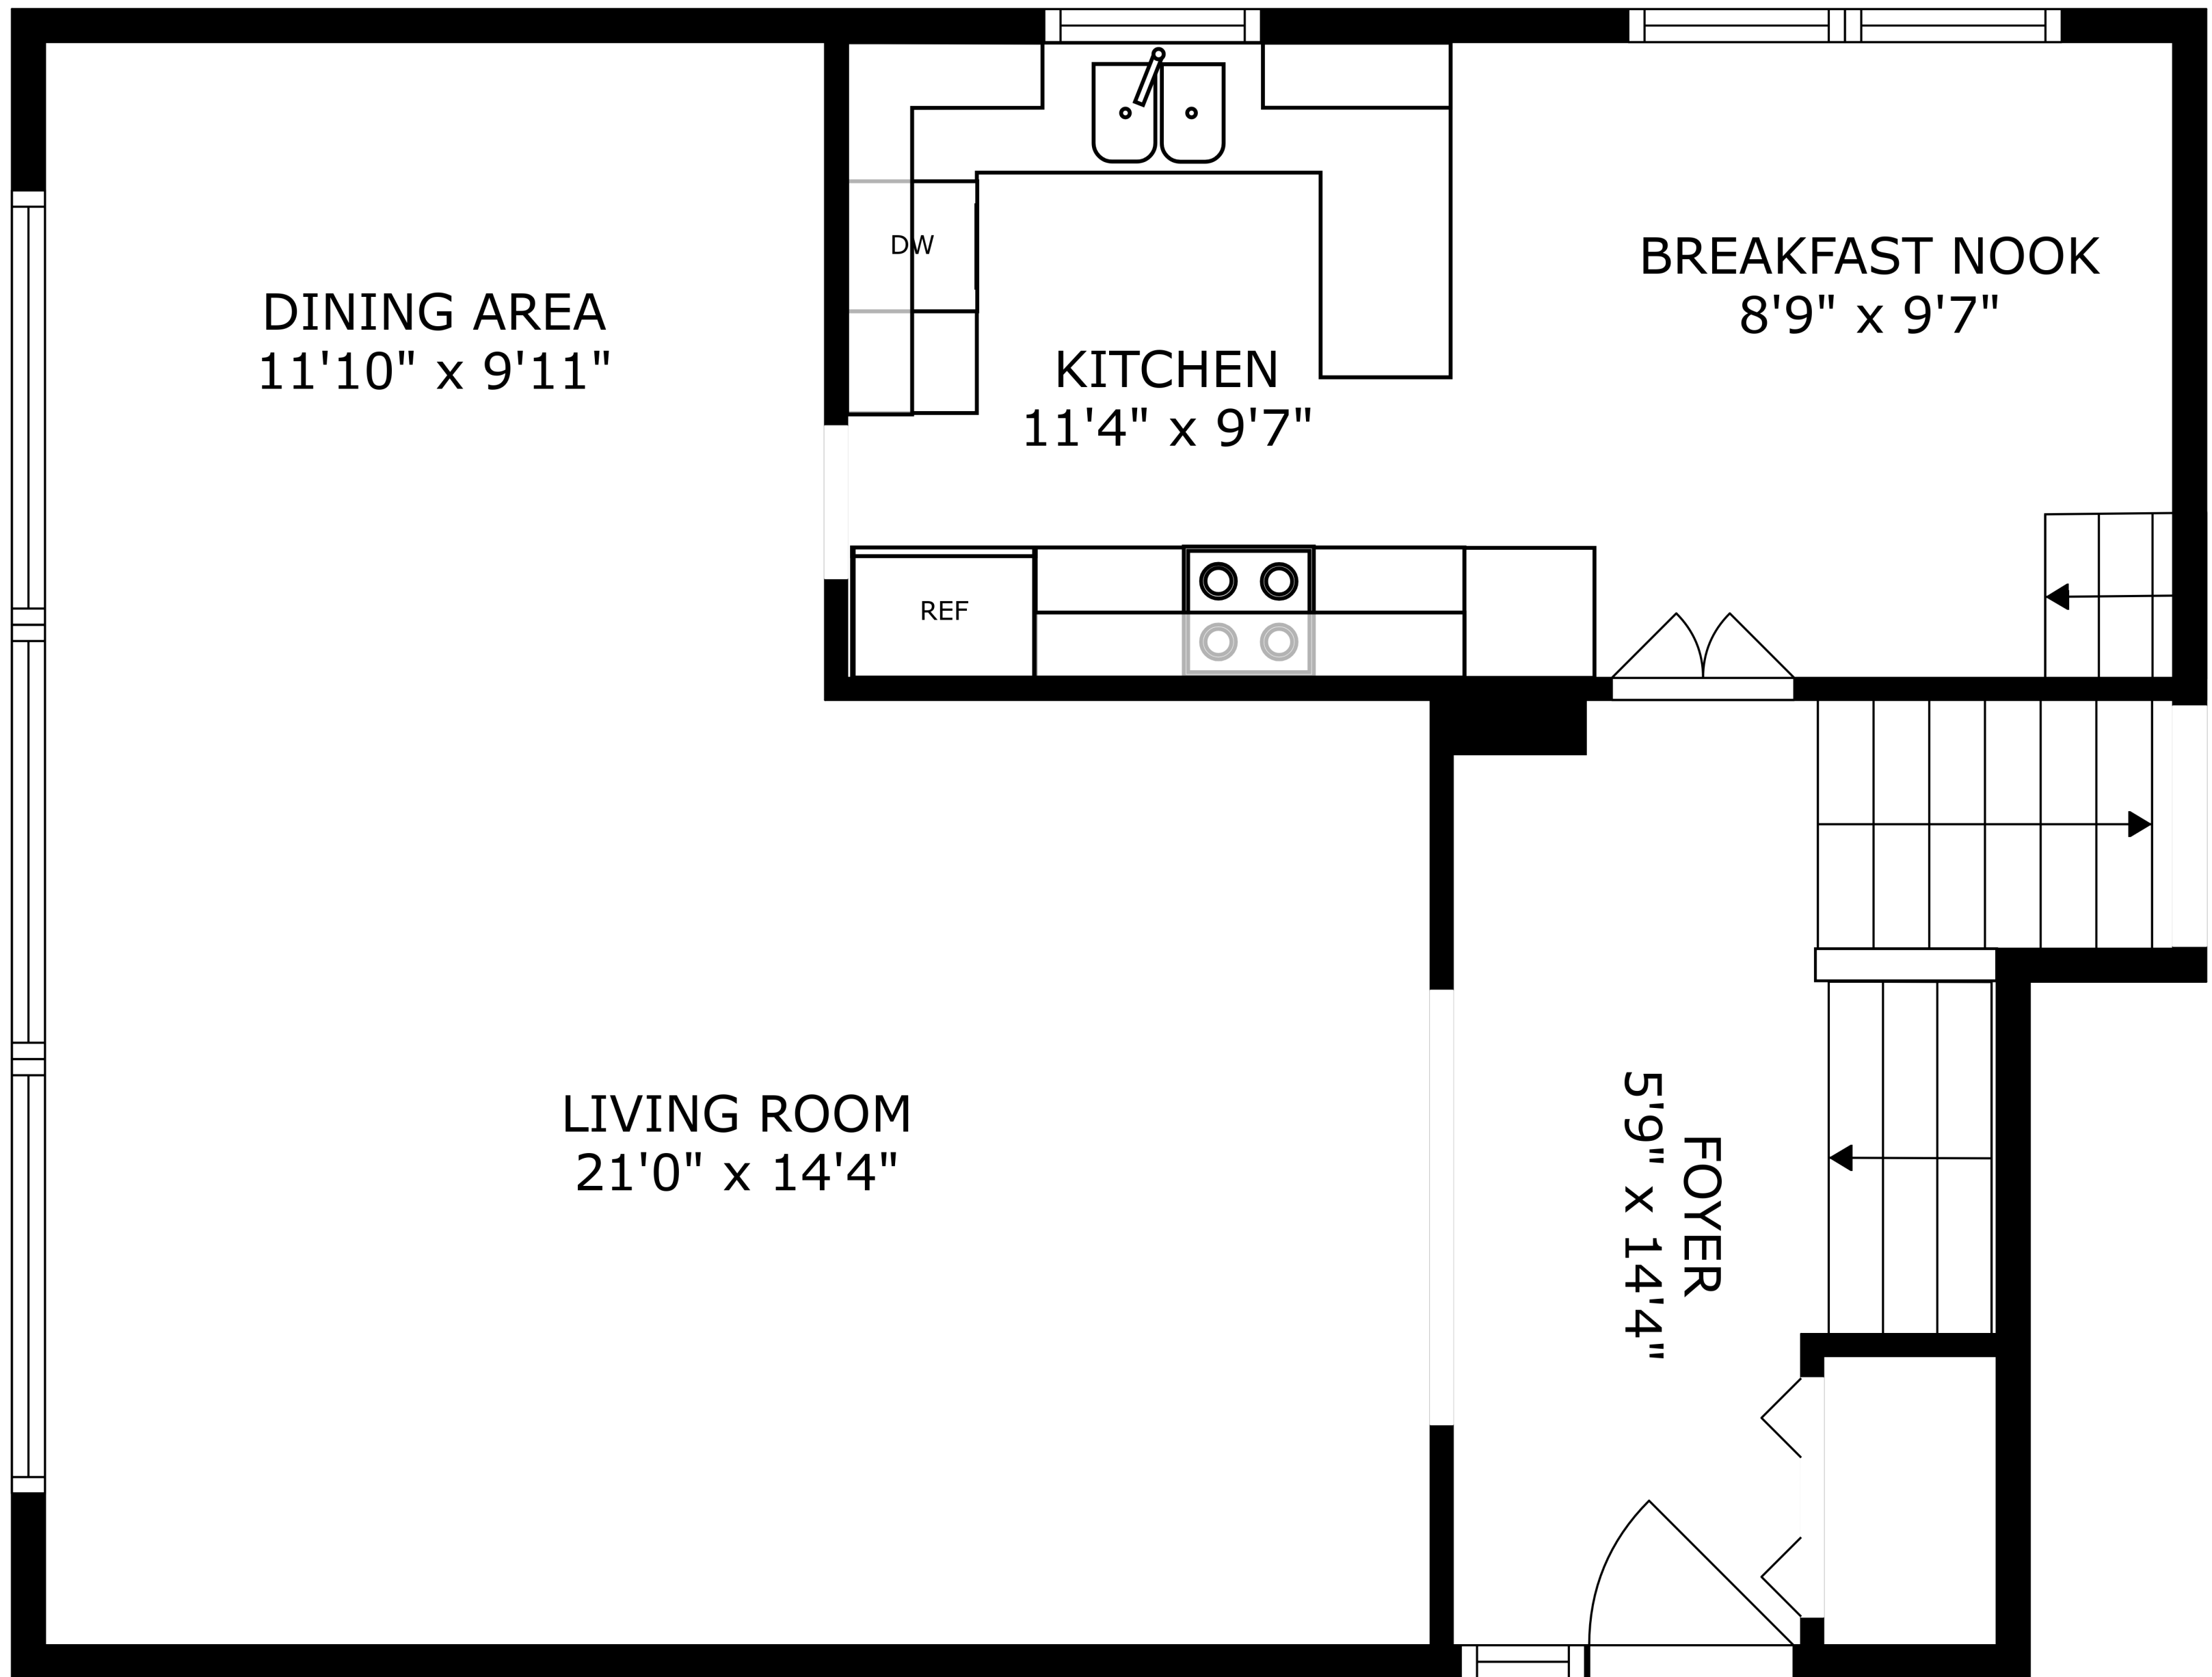 DINING AREA
11'10" x 9'11"
DW
KITCHEN
11'4" x 9'7"
BREAKFAST NOOK
8'9" x 9'7"
REF
LIVING ROOM
21'0" x 14'4"
FOYER
5'9" x 14'4"